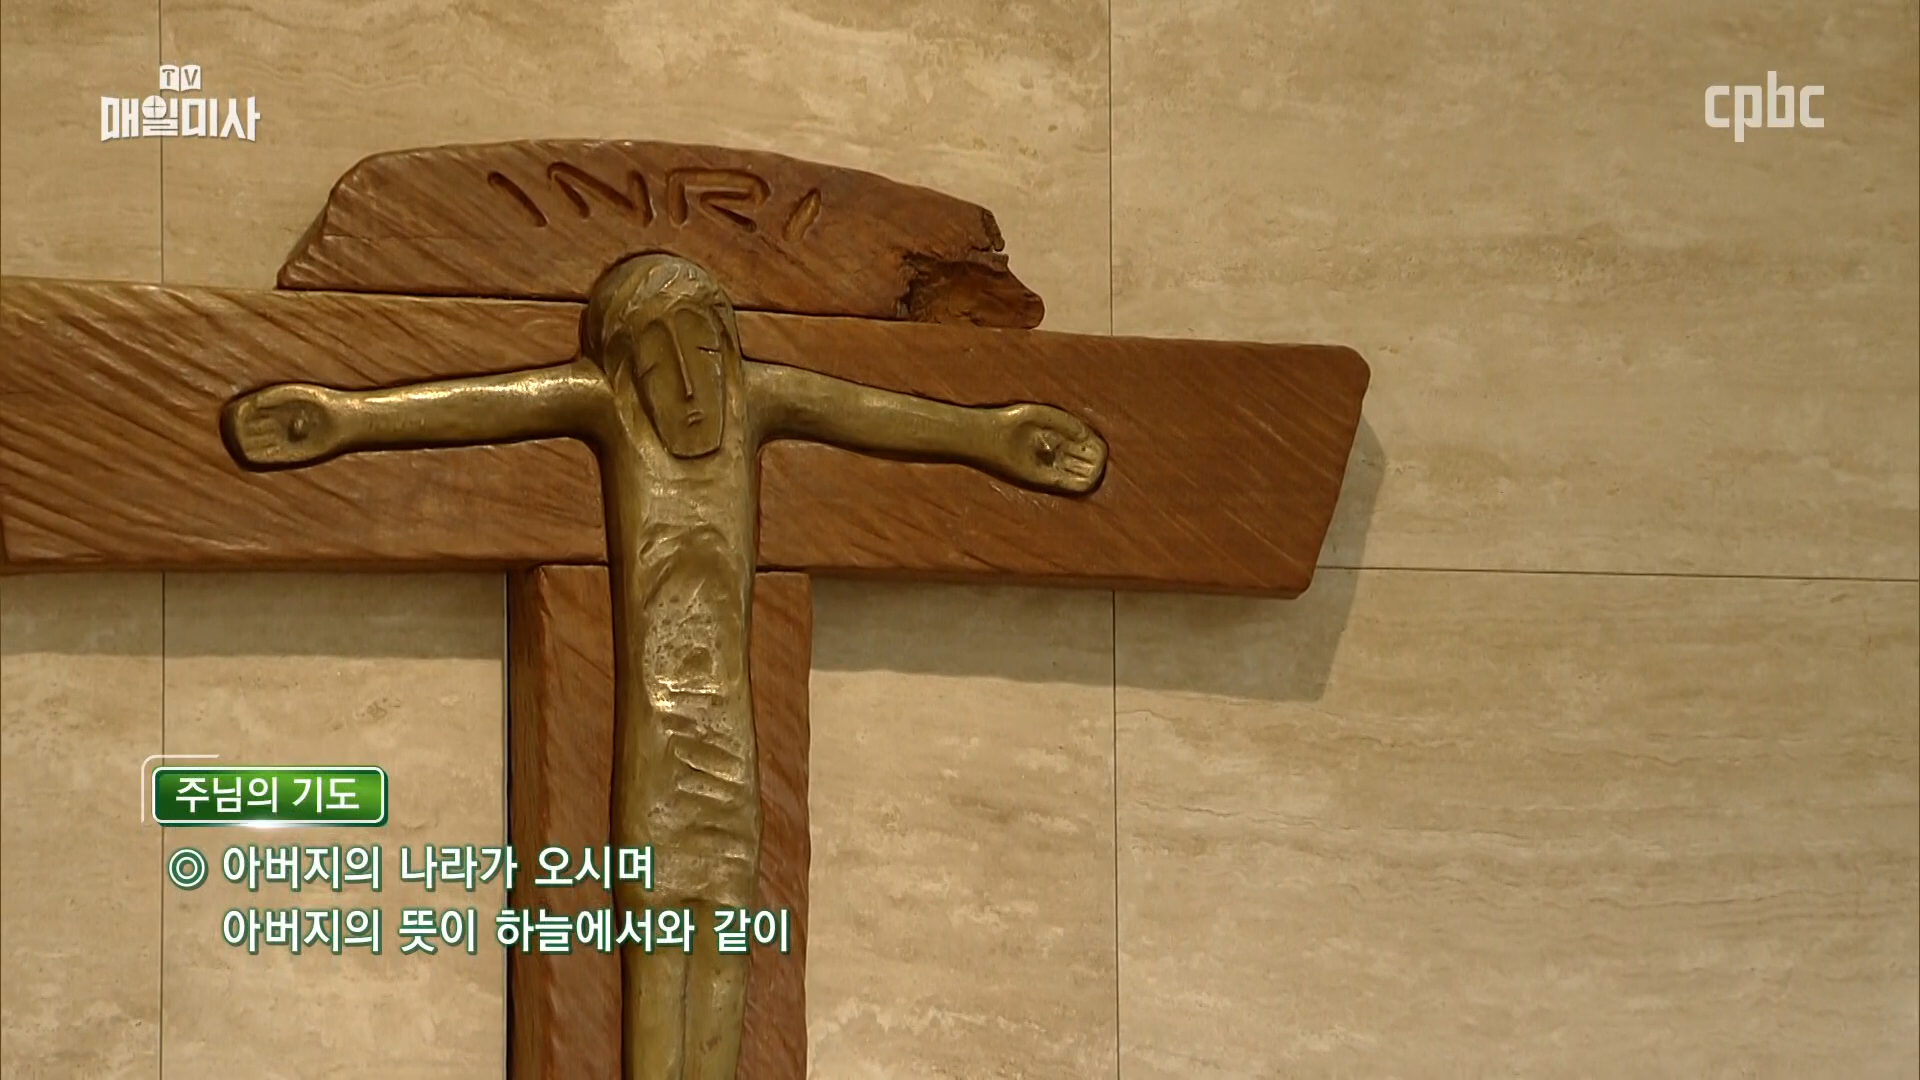 TV
매일미사
cpbc
INRI
주님의 기도
◎ 아버지의 나라가 오시며
아버지의 뜻이 하늘에서와 같이